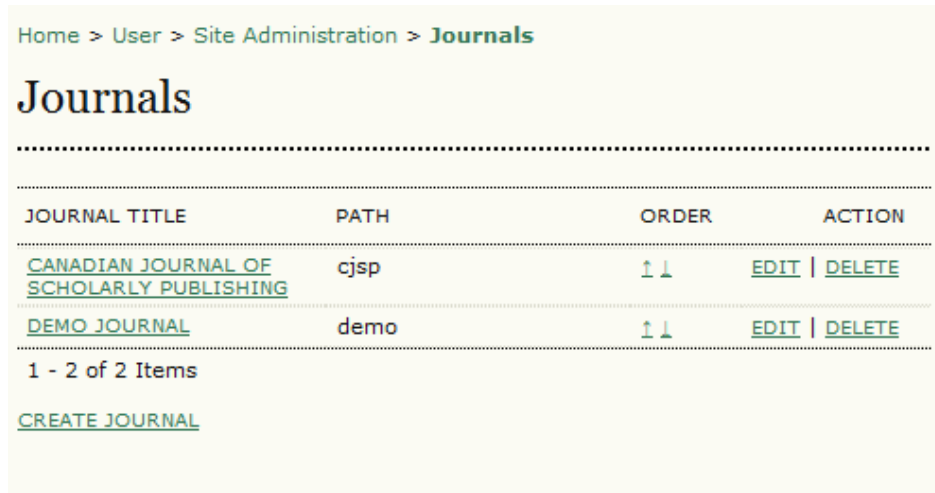 Home > User > Site Administration > Journals
Journals
JOURNAL TITLE PATH ORDER ACTION
CANADIAN JOURNAL OF SCHOLARLY PUBLISHING cjsp ↑ ↓ EDIT | DELETE
DEMO JOURNAL demo ↑ ↓ EDIT | DELETE
1 - 2 of 2 Items
CREATE JOURNAL